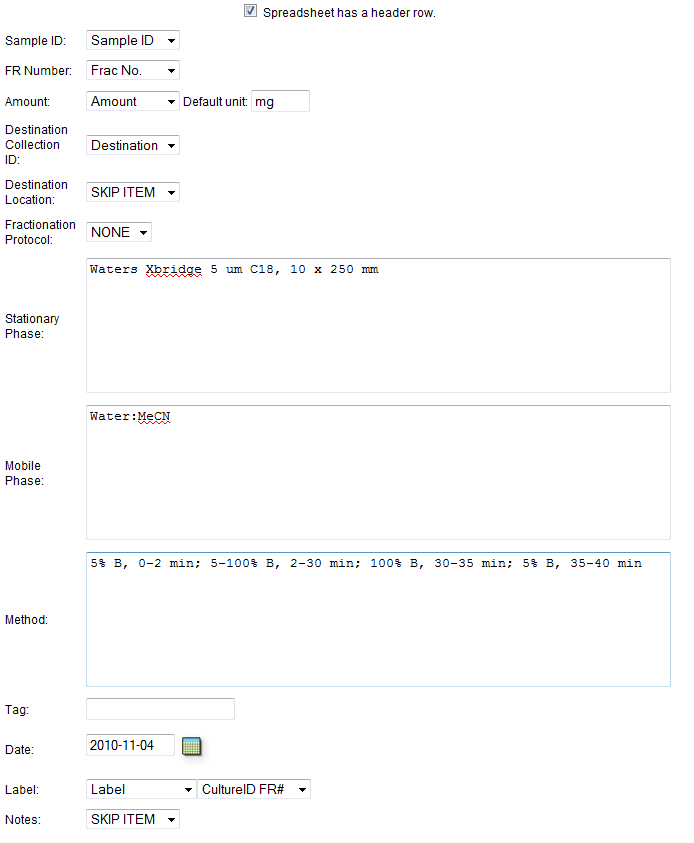 Spreadsheet has a header row.
Sample ID: Sample ID
FR Number: Frac No.
Amount: Amount Default unit: mg
Destination
Collection
ID: Destination
Destination
Location: SKIP ITEM
Fractionation
Protocol: NONE
Stationary
Phase:
Waters Xbridge 5 um C18, 10 x 250 mm
Mobile
Phase:
Water:MeCN
Method:
5% B, 0-2 min; 5-100% B, 2-30 min; 100% B, 30-35 min; 5% B, 35-40 min
Tag:
Date: 2010-11-04
Label: Label CultureID FR#
Notes: SKIP ITEM